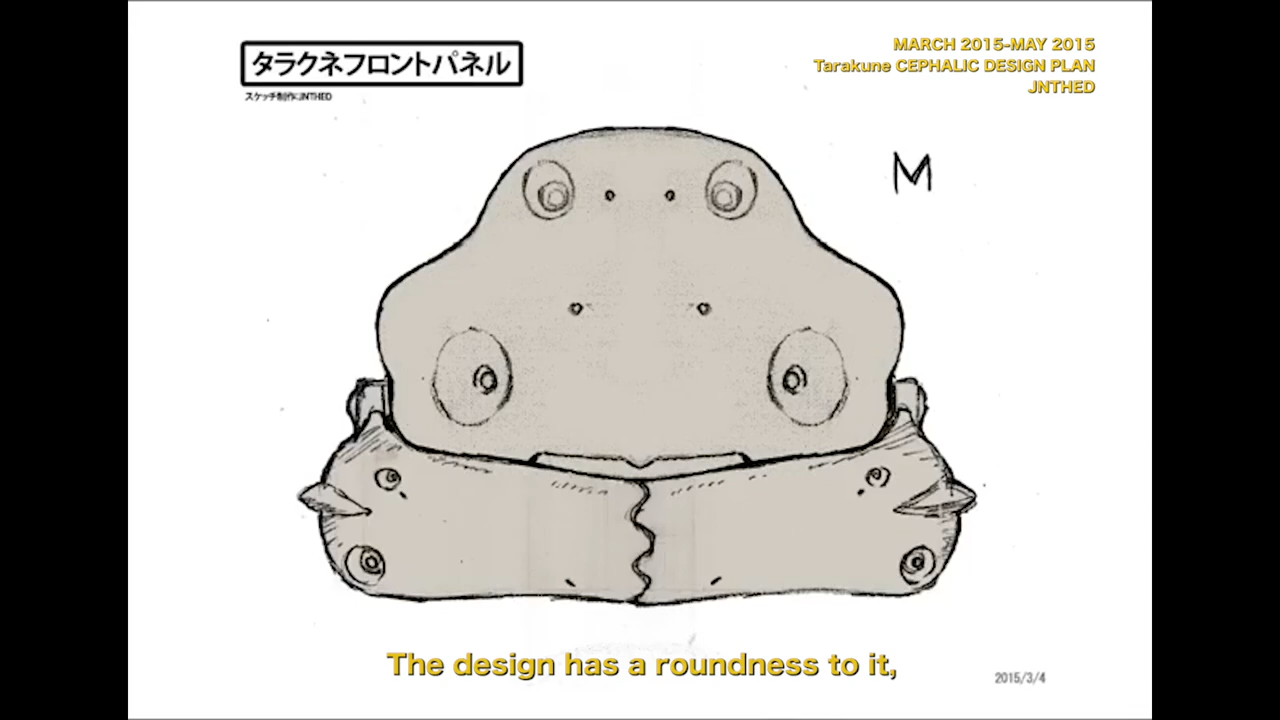 タラクネフロントパネル
スケッチ制作:JNTHED
MARCH 2015-MAY 2015
Tarakune CEPHALIC DESIGN PLAN
JNTHED
M
The design has a roundness to it,
2015/3/4